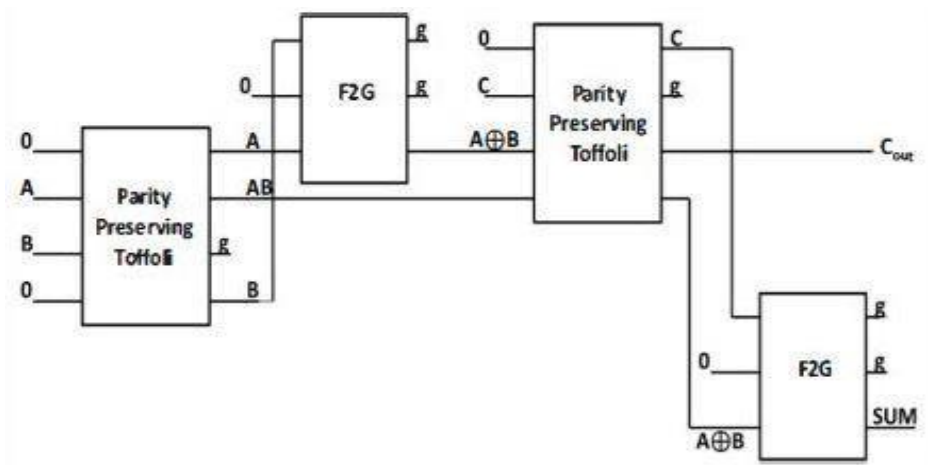 g
0
F2G
g
0
C
C
g
Parity
Preserving
Toffoli
A⊕B
C_out
0
A
A
AB
B
g
0
B
Parity
Preserving
Toffoli
g
0
F2G
g
A⊕B
SUM